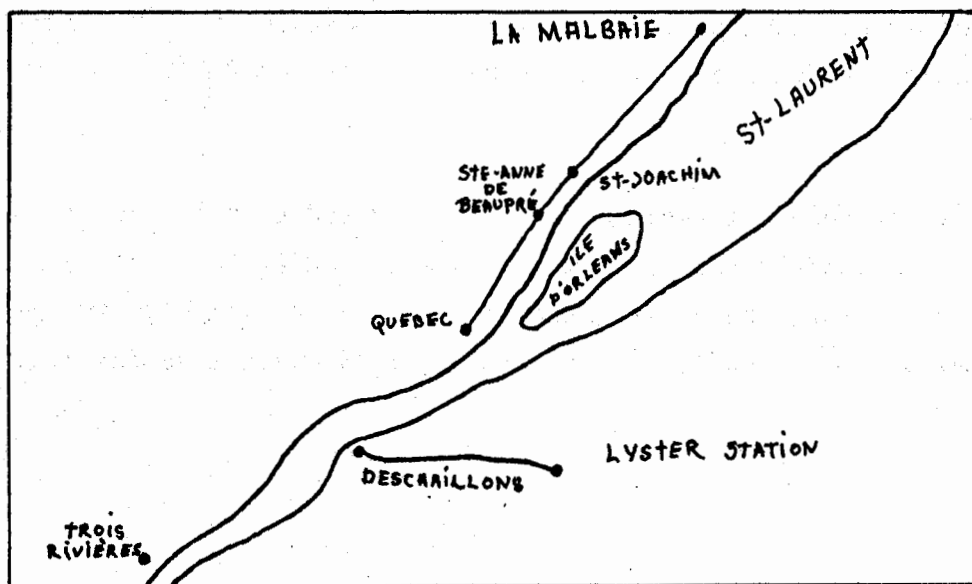 LA MALBAIE
ST-LAURENT
STE-ANNE
DE
BEAUPRÉ
ST-JOACHIM
ILE
D'ORLEANS
QUEBEC
LYSTER STATION
DESCHAILLONS
TROIS
RIVIÈRES